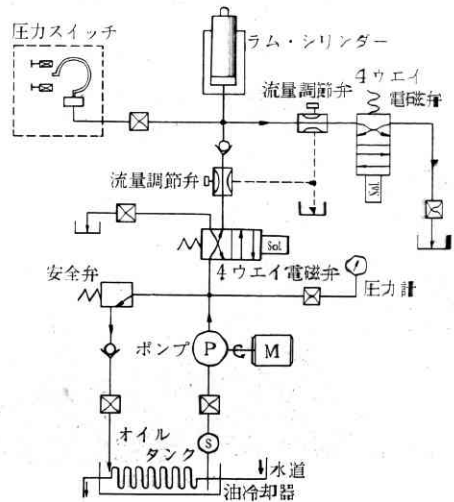 圧力スイッチ
ラム・シリンダー
流量調節弁
4ウエイ
電磁弁
流量調節弁
Sol
4ウエイ電磁弁
Sol
安全弁
圧力計
ポンプ
P
M
S
オイル
タンク
水道
油冷却器